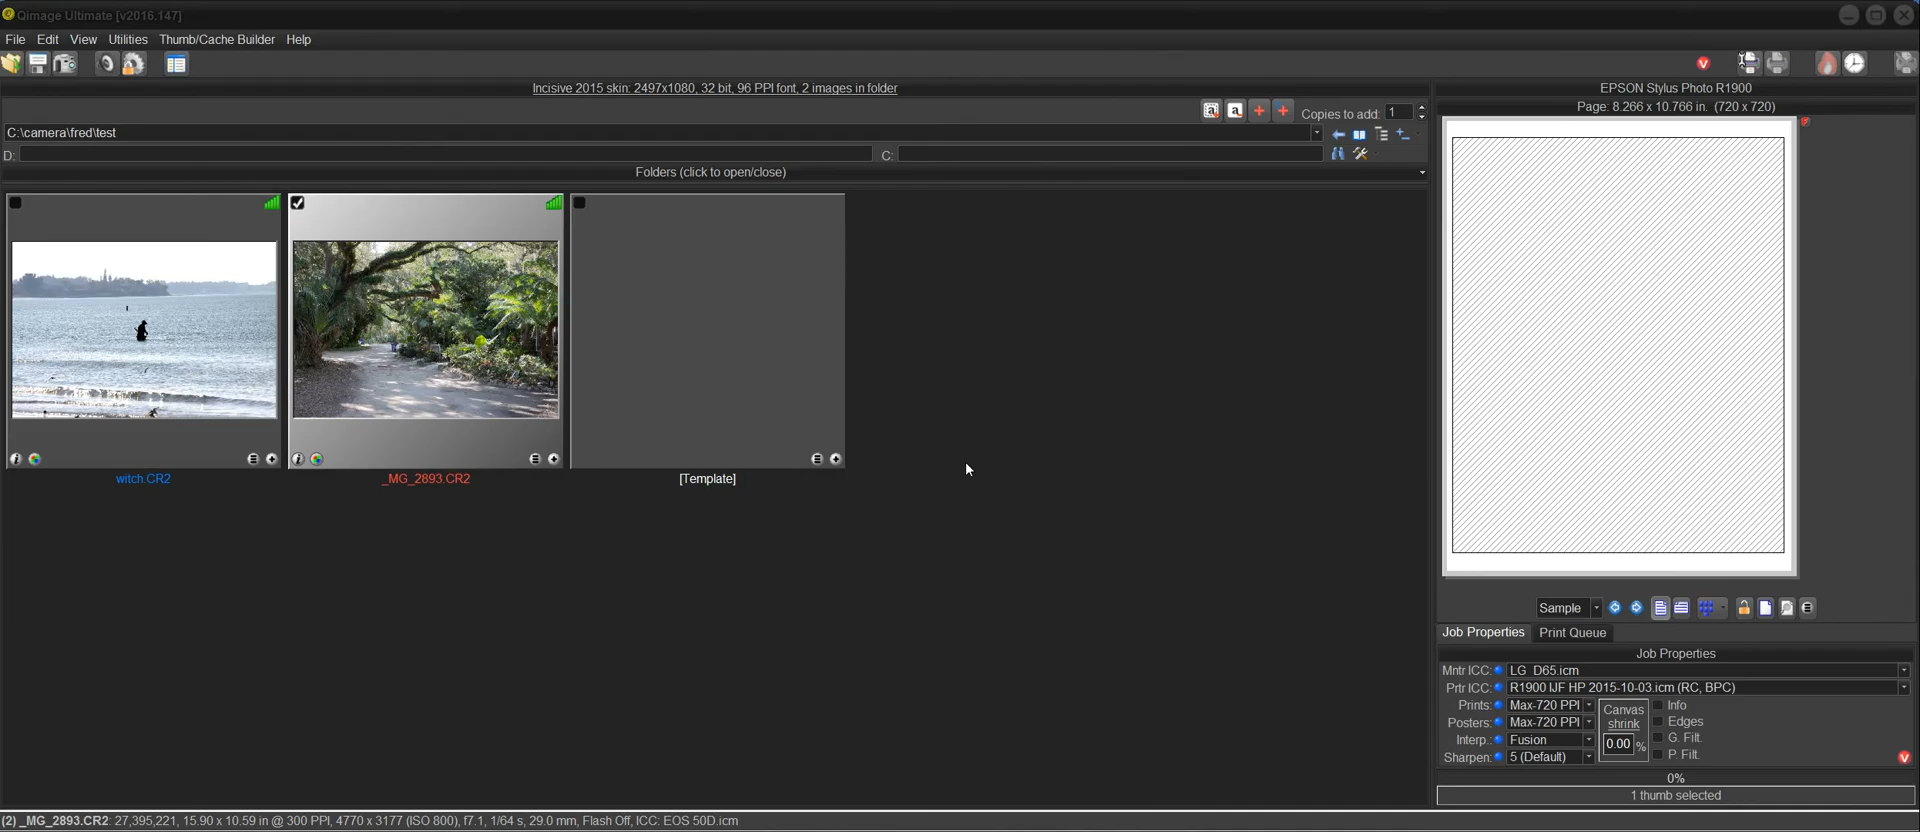 Qimage Ultimate [v2016.147]
File Edit View Utilities Thumb/Cache Builder Help
Incisive 2015 skin: 2497x1080, 32 bit, 96 PPI font, 2 images in folder
EPSON Stylus Photo R1900
Page: 8.266 x 10.766 in. (720 x 720)
Copies to add: 1
C:\camera\fred\test
D: C:
Folders (click to open/close)
witch.CR2 _MG_2893.CR2 [Template]
Sample
Job Properties Print Queue
Job Properties
Mntr ICC: LG D65.icm
Prtr ICC: R1900 IJF HP 2015-10-03.icm (RC, BPC)
Prints: Max-720 PPI Canvas Info
Posters: Max-720 PPI shrink Edges
Interp.: Fusion 0.00 % G. Filt.
Sharpen: 5 (Default) P. Filt.
0%
1 thumb selected
(2) _MG_2893.CR2: 27,395,221, 15.90 x 10.59 in @ 300 PPI, 4770 x 3177 (ISO 800), f7.1, 1/64 s, 29.0 mm, Flash Off, ICC: EOS 50D.icm